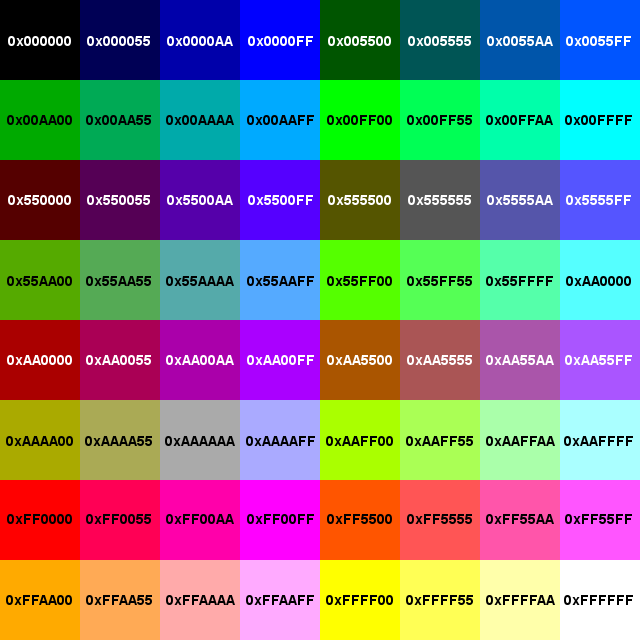 0x000000 0x000055 0x0000AA 0x0000FF 0x005500 0x005555 0x0055AA 0x0055FF
0x00AA00 0x00AA55 0x00AAAA 0x00AAFF 0x00FF00 0x00FF55 0x00FFAA 0x00FFFF
0x550000 0x550055 0x5500AA 0x5500FF 0x555500 0x555555 0x5555AA 0x5555FF
0x55AA00 0x55AA55 0x55AAAA 0x55AAFF 0x55FF00 0x55FF55 0x55FFFF 0xAA0000
0xAA0000 0xAA0055 0xAA00AA 0xAA00FF 0xAA5500 0xAA5555 0xAA55AA 0xAA55FF
0xAAAA00 0xAAAA55 0xAAAAAA 0xAAAAFF 0xAAFF00 0xAAFF55 0xAAFFAA 0xAAFFFF
0xFF0000 0xFF0055 0xFF00AA 0xFF00FF 0xFF5500 0xFF5555 0xFF55AA 0xFF55FF
0xFFAA00 0xFFAA55 0xFFAAAA 0xFFAAFF 0xFFFF00 0xFFFF55 0xFFFFAA 0xFFFFFF